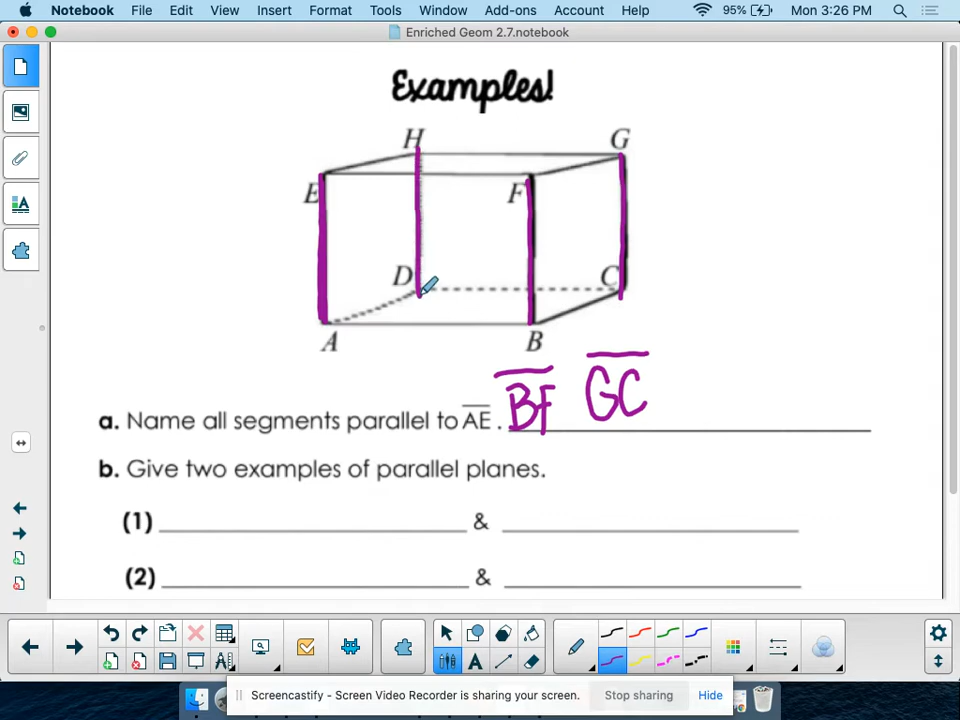 Notebook File Edit View Insert Format Tools Window Add-ons Account Help 95% Mon 3:26 PM
Enriched Geom 2.7.notebook
Examples!
H G
E F
D C
A B
BF GC
a. Name all segments parallel to AE.
b. Give two examples of parallel planes.
(1) &
(2) &
A
A
Screencastify - Screen Video Recorder is sharing your screen. Stop sharing Hide